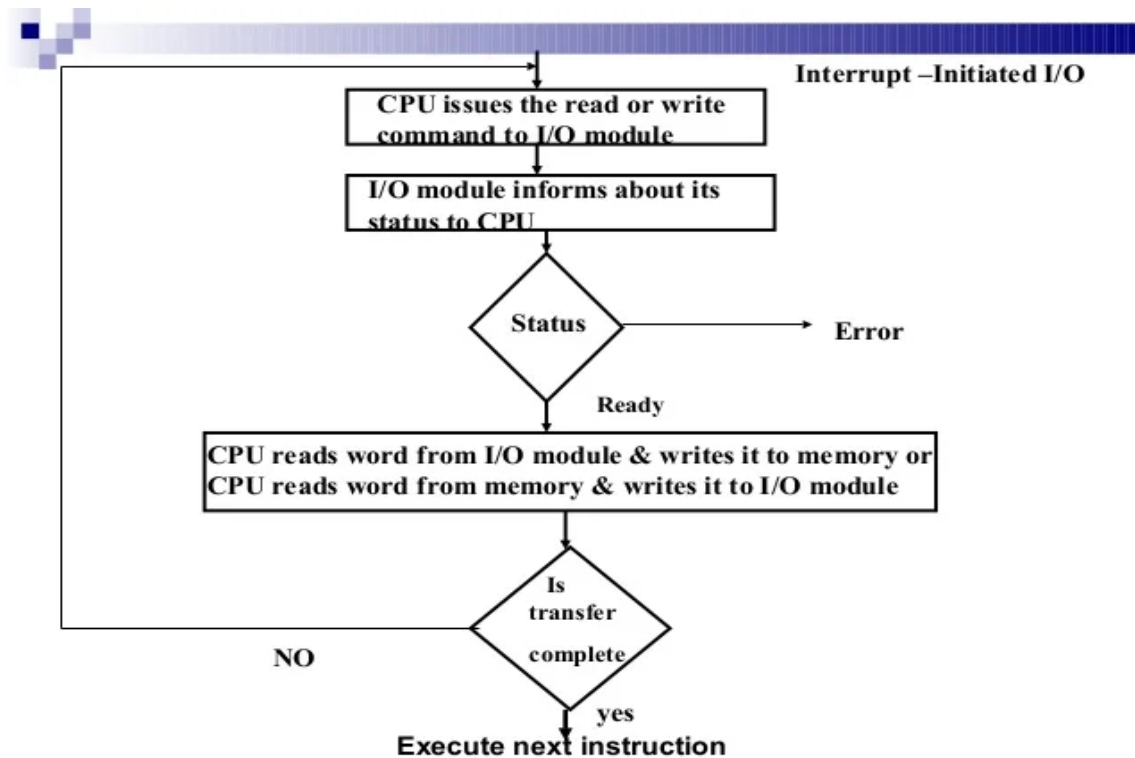 Interrupt –Initiated I/O
CPU issues the read or write
command to I/O module
I/O module informs about its
status to CPU
Status
Error
Ready
CPU reads word from I/O module & writes it to memory or
CPU reads word from memory & writes it to I/O module
Is
transfer
complete
NO
yes
Execute next instruction